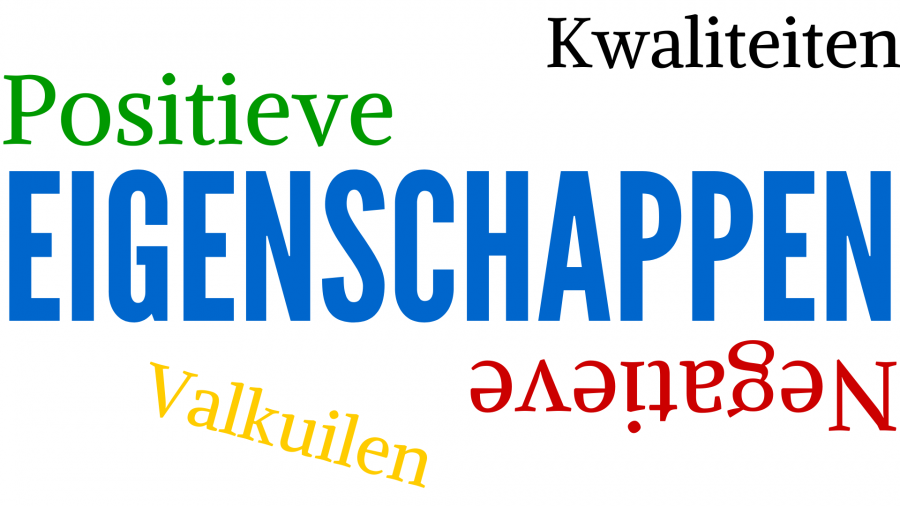 Kwaliteiten
Positieve
EIGENSCHAPPEN
Negatieve
Valkuilen